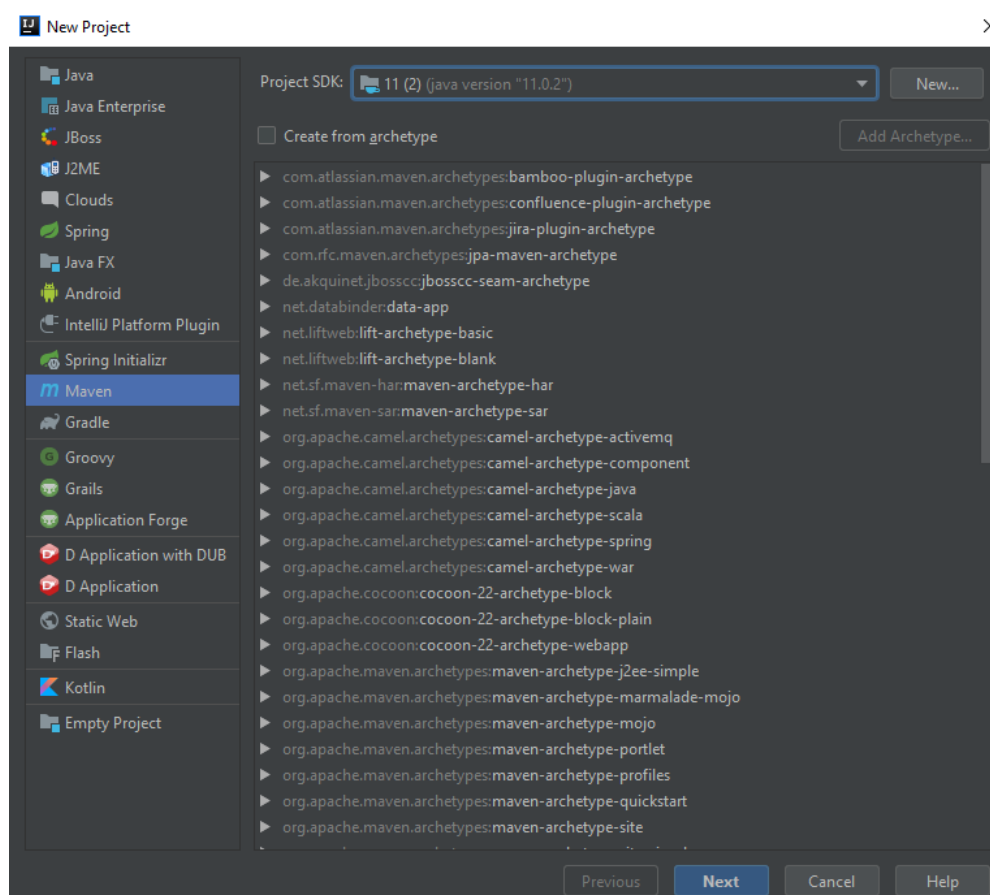 New Project
Java
Java Enterprise
JBoss
J2ME
Clouds
Spring
Java FX
Android
IntelliJ Platform Plugin
Spring Initializr
Maven
Gradle
Groovy
Grails
Application Forge
D Application with DUB
D Application
Static Web
Flash
Kotlin
Empty Project
Project SDK: 11 (2) (java version "11.0.2") New...
Create from archetype Add Archetype...
com.atlassian.maven.archetypes:bamboo-plugin-archetype
com.atlassian.maven.archetypes:confluence-plugin-archetype
com.atlassian.maven.archetypes:jira-plugin-archetype
com.rfc.maven.archetypes:jpa-maven-archetype
de.akquinet.jbosscc:jbosscc-seam-archetype
net.databinder:data-app
net.liftweb:lift-archetype-basic
net.liftweb:lift-archetype-blank
net.sf.maven-har:maven-archetype-har
net.sf.maven-sar:maven-archetype-sar
org.apache.camel.archetypes:camel-archetype-activemq
org.apache.camel.archetypes:camel-archetype-component
org.apache.camel.archetypes:camel-archetype-java
org.apache.camel.archetypes:camel-archetype-scala
org.apache.camel.archetypes:camel-archetype-spring
org.apache.camel.archetypes:camel-archetype-war
org.apache.cocoon:cocoon-22-archetype-block
org.apache.cocoon:cocoon-22-archetype-block-plain
org.apache.cocoon:cocoon-22-archetype-webapp
org.apache.maven.archetypes:maven-archetype-j2ee-simple
org.apache.maven.archetypes:maven-archetype-marmalade-mojo
org.apache.maven.archetypes:maven-archetype-mojo
org.apache.maven.archetypes:maven-archetype-portlet
org.apache.maven.archetypes:maven-archetype-profiles
org.apache.maven.archetypes:maven-archetype-quickstart
org.apache.maven.archetypes:maven-archetype-site
Previous Next Cancel Help